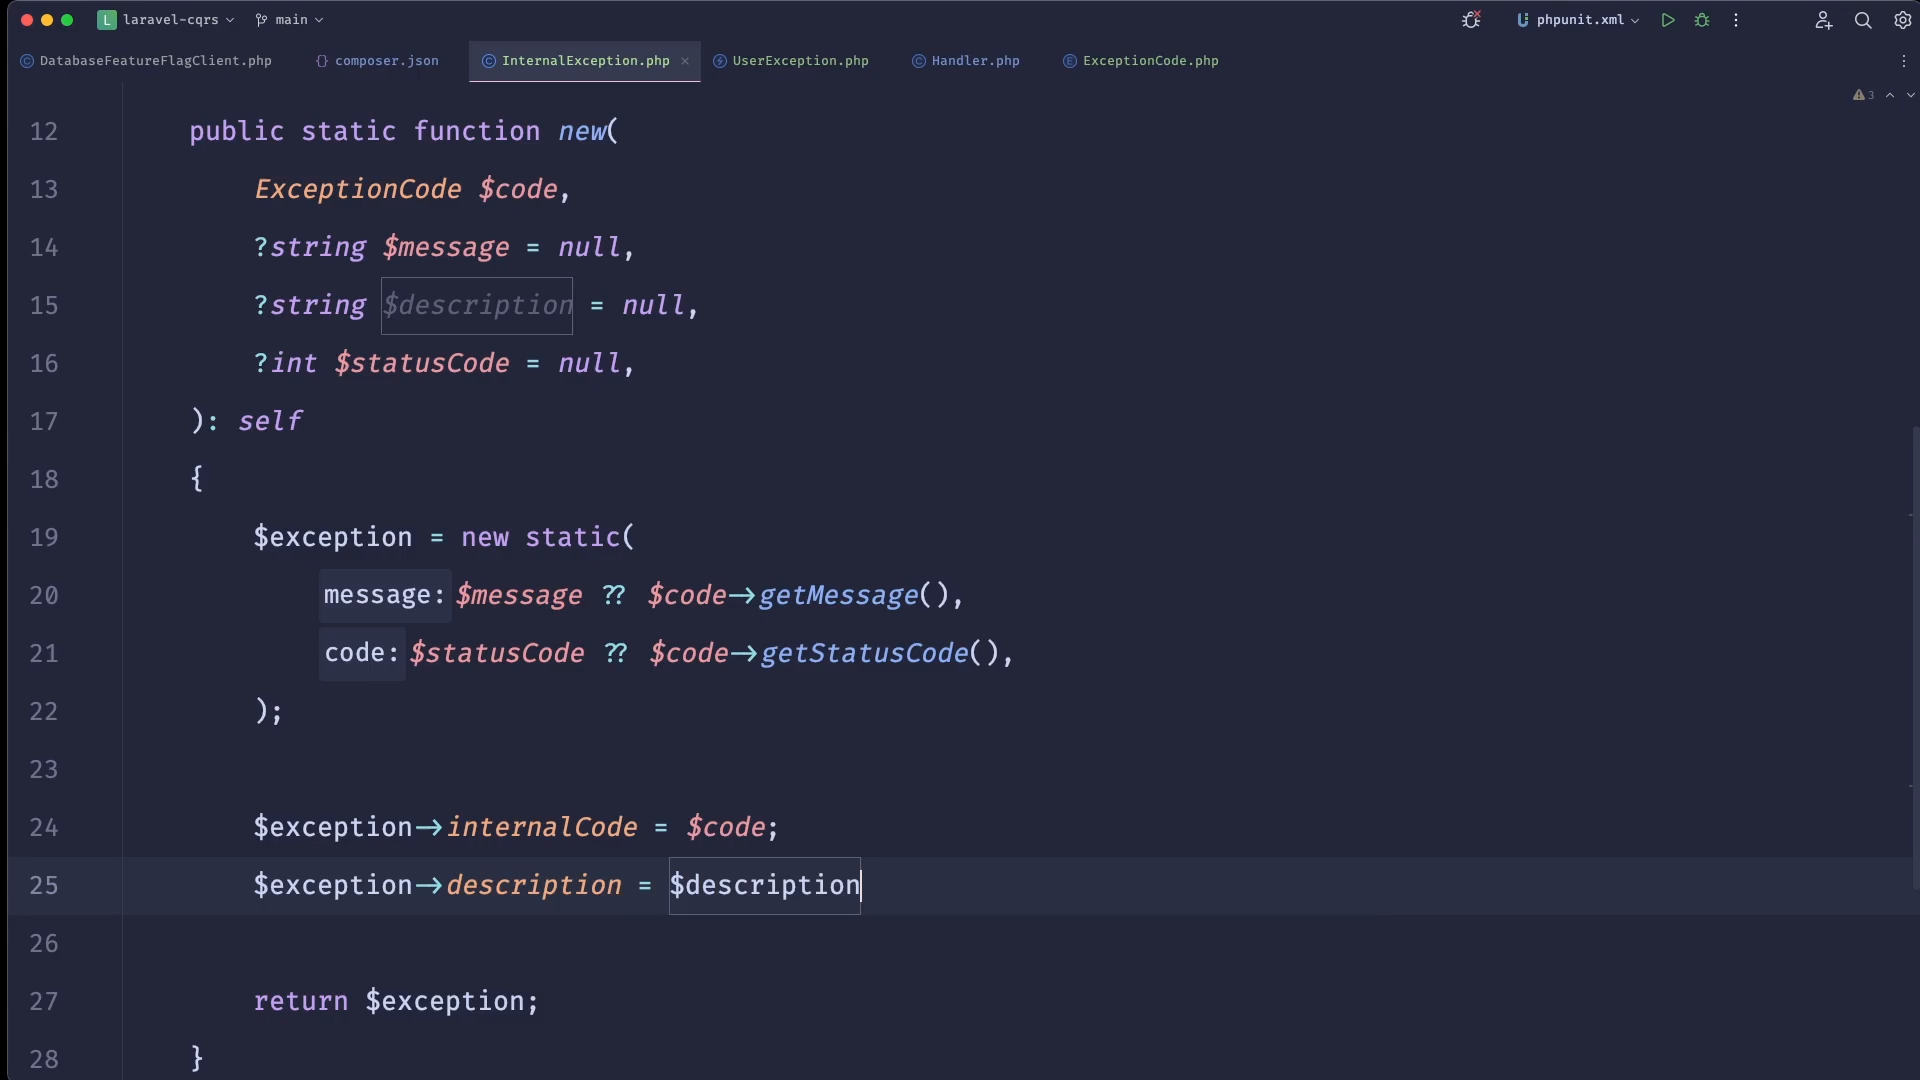 L laravel-cqrs main phpunit.xml
DatabaseFeatureFlagClient.php composer.json InternalException.php UserException.php Handler.php ExceptionCode.php
3
12 public static function new(
13 ExceptionCode $code,
14 ?string $message = null,
15 ?string $description = null,
16 ?int $statusCode = null,
17 ): self
18 {
19 $exception = new static(
20 message: $message ?? $code->getMessage(),
21 code: $statusCode ?? $code->getStatusCode(),
22 );
23
24 $exception->internalCode = $code;
25 $exception->description = $description
26
27 return $exception;
28 }